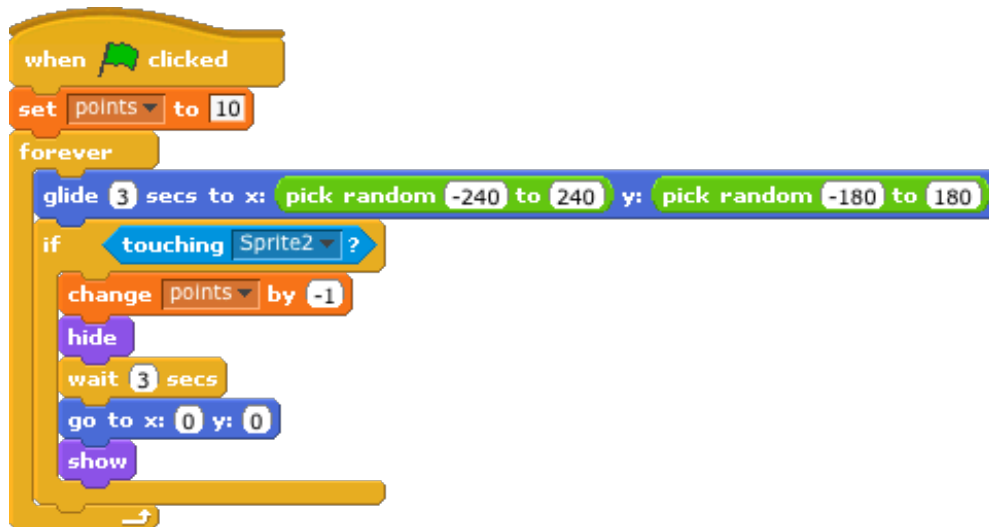 when clicked
set points to 10
forever
glide 3 secs to x: pick random -240 to 240 y: pick random -180 to 180
if touching Sprite2 ?
change points by -1
hide
wait 3 secs
go to x: 0 y: 0
show